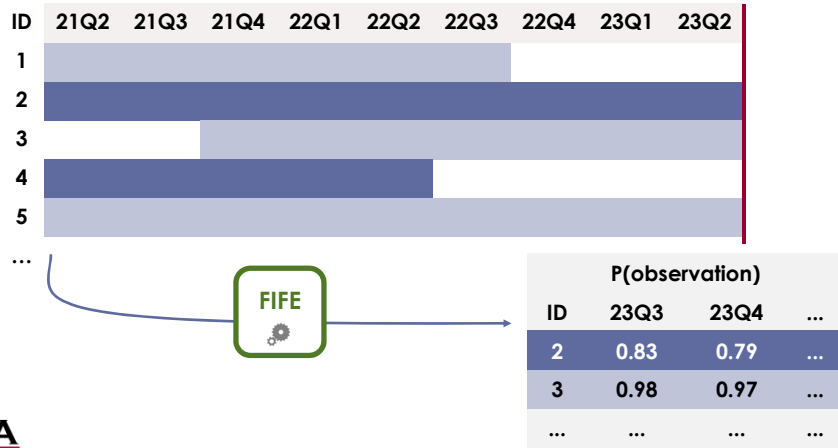 ID 21Q2 21Q3 21Q4 22Q1 22Q2 22Q3 22Q4 23Q1 23Q2
1
2
3
4
5
...
FIFE
P(observation)
ID 23Q3 23Q4 ...
2 0.83 0.79 ...
3 0.98 0.97 ...
... ... ... ...
A